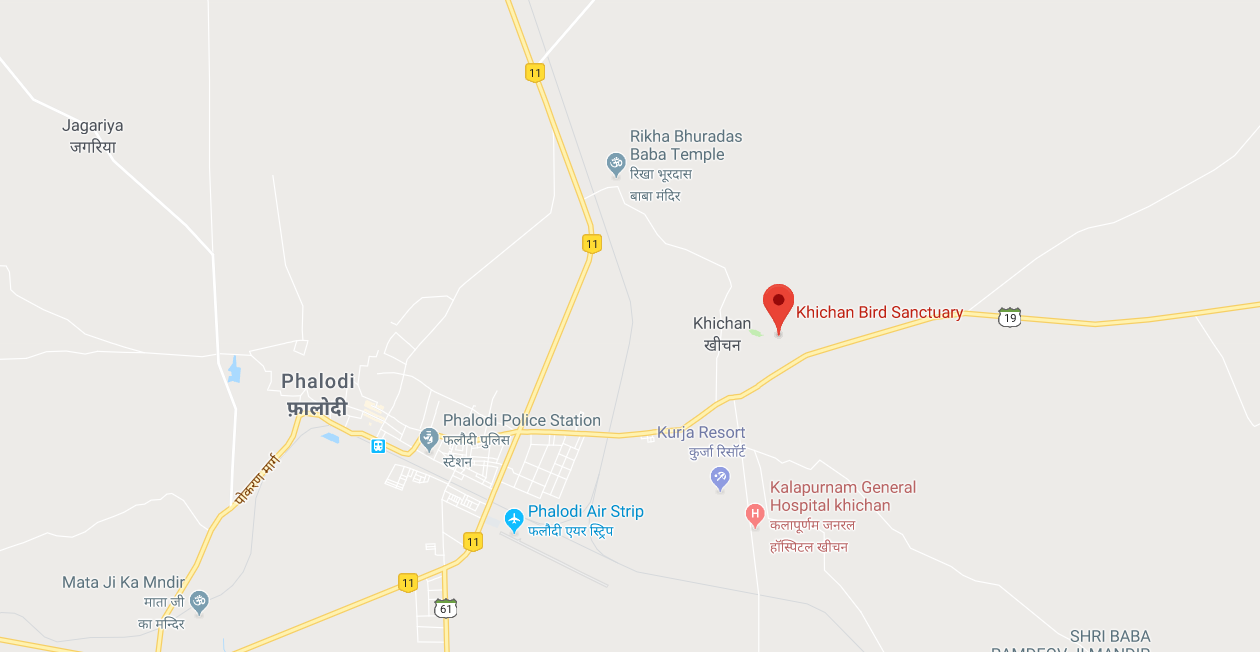 11
Jagariya
जगरिया
Rikha Bhuradas
Baba Temple
रिखा भूरदास
बाबा मंदिर
11
Khichan Bird Sanctuary
Khichan
खीचन
19
Phalodi
फ़ालोदी
Phalodi Police Station
फलौदी पुलिस
स्टेशन
Kurja Resort
कुर्जा रिसॉर्ट
पोकरण मार्ग
Kalapurnam General
Hospital khichan
कलापूर्णम जनरल
हॉस्पिटल खीचन
H
Phalodi Air Strip
फलौदी एयर स्ट्रिप
11
11
61
Mata Ji Ka Mndir
माता जी
का मन्दिर
ॐ
ॐ
SHRI BABA
RAMDEOV JI MANDIR